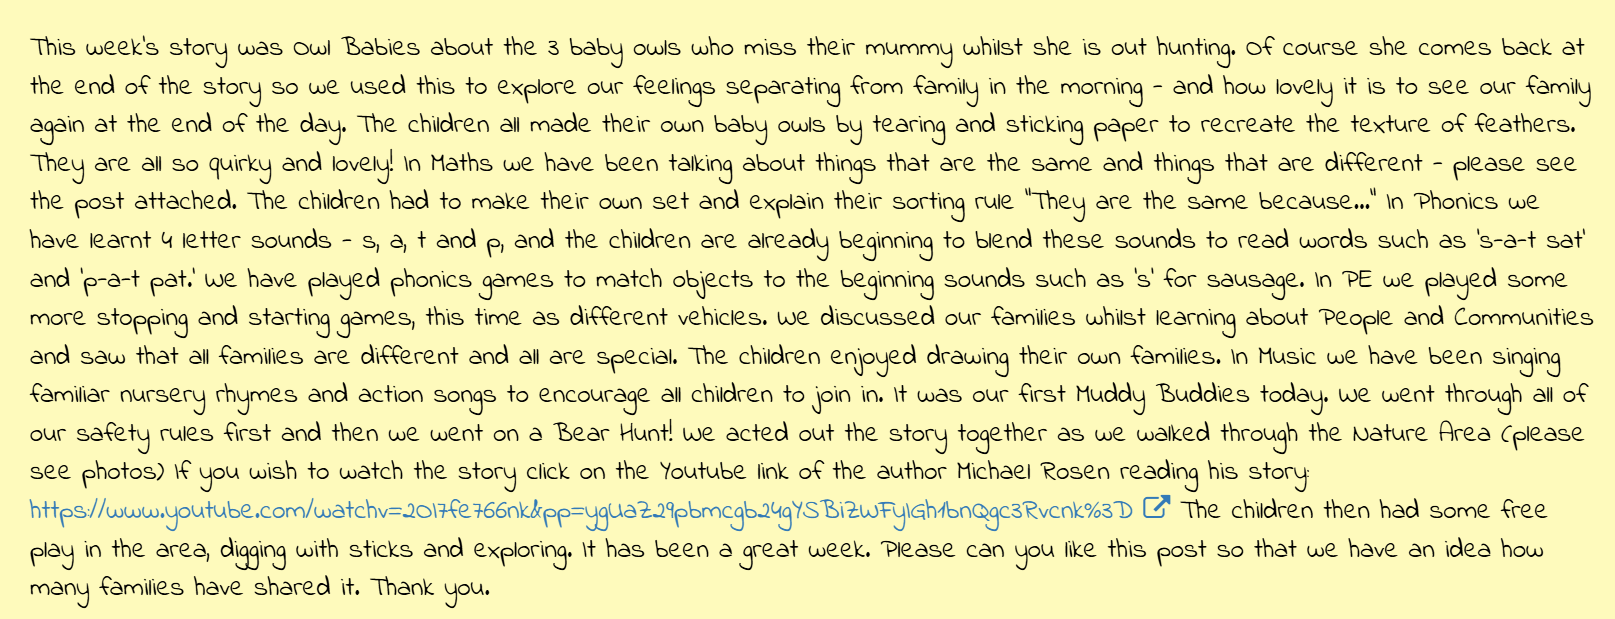 This week's story was Owl Babies about the 3 baby owls who miss their mummy whilst she is out hunting. Of course she comes back at
the end of the story so we used this to explore our feelings separating from family in the morning - and how lovely it is to see our family
again at the end of the day. The children all made their own baby owls by tearing and sticking paper to recreate the texture of feathers.
They are all so quirky and lovely! In Maths we have been talking about things that are the same and things that are different - please see
the post attached. The children had to make their own set and explain their sorting rule "They are the same because..." In Phonics we
have learnt 4 letter sounds - s, a, t and p, and the children are already beginning to blend these sounds to read words such as 's-a-t sat'
and 'p-a-t pat.' We have played phonics games to match objects to the beginning sounds such as 's' for sausage. In PE we played some
more stopping and starting games, this time as different vehicles. We discussed our families whilst learning about People and Communities
and saw that all families are different and all are special. The children enjoyed drawing their own families. In Music we have been singing
familiar nursery rhymes and action songs to encourage all children to join in. It was our first Muddy Buddies today. We went through all of
our safety rules first and then we went on a Bear Hunt! We acted out the story together as we walked through the Nature Area (please
see photos) If you wish to watch the story click on the Youtube link of the author Michael Rosen reading his story:
https://www.youtube.com/watchv=2017fe766nk&pp=ygUaZ29pbmcgb24gYSBiZWFyIGh1bnQgc3Rvcnk%3D The children then had some free
play in the area, digging with sticks and exploring. It has been a great week. Please can you like this post so that we have an idea how
many families have shared it. Thank you.